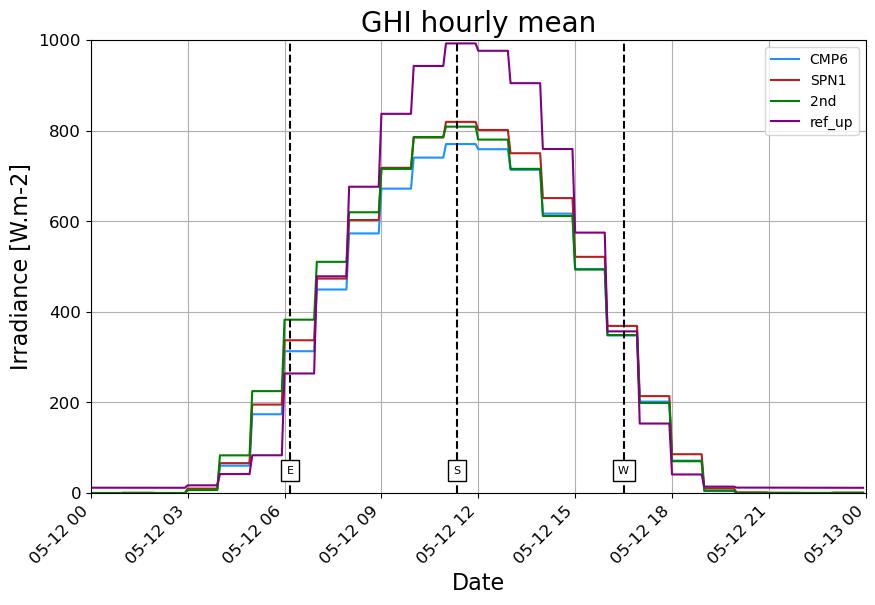 GHI hourly mean
Irradiance [W.m-2]
1000
800
600
400
200
0
CMP6
SPN1
2nd
ref_up
E
S
W
05-12 00
05-12 03
05-12 06
05-12 09
05-12 12
05-12 15
05-12 18
05-12 21
05-13 00
Date